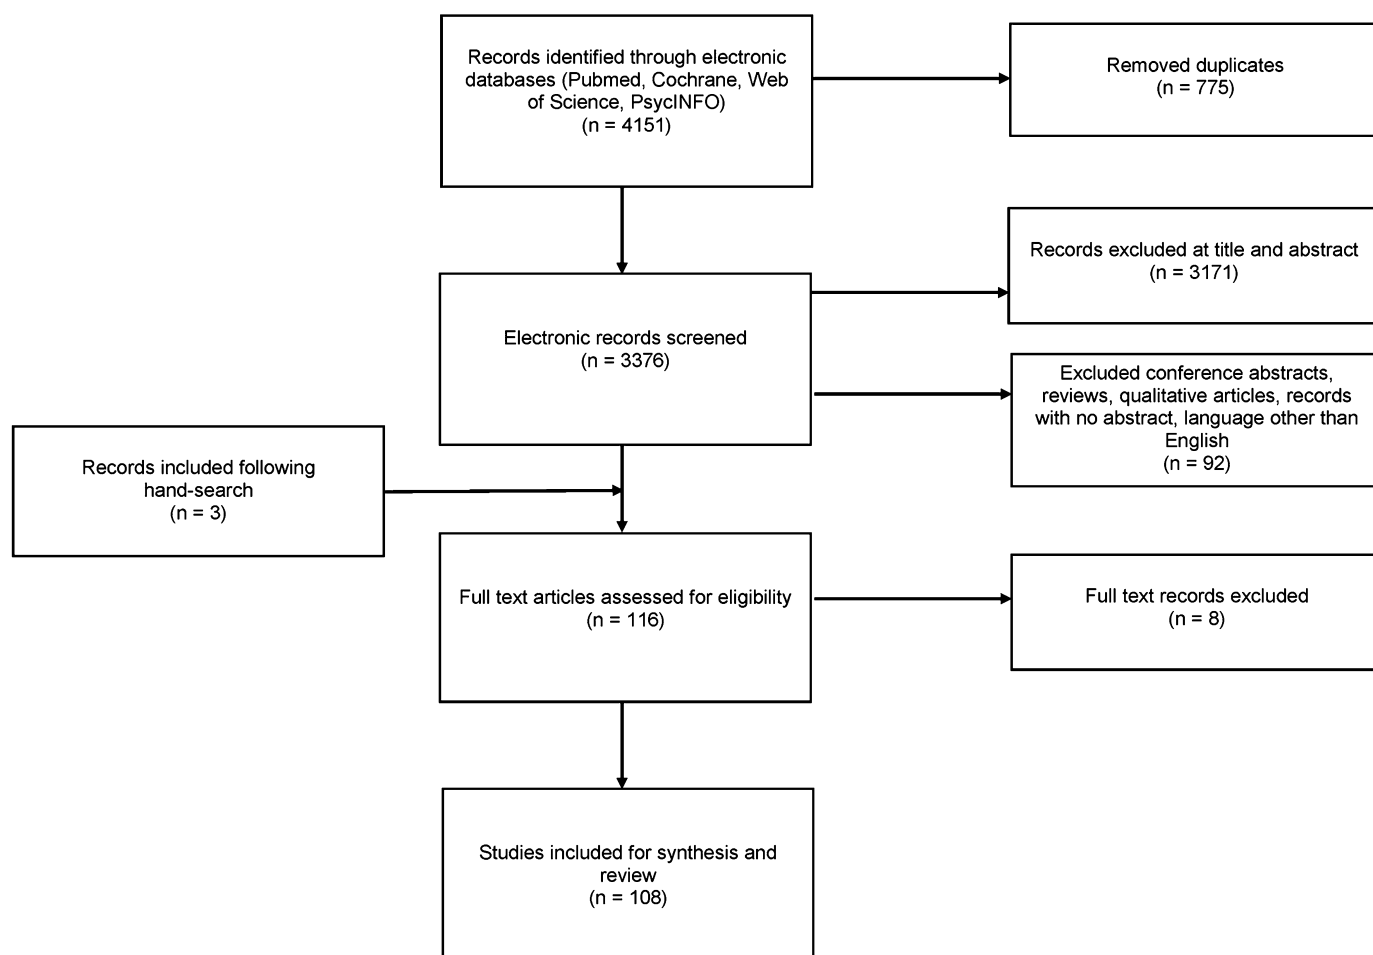 Records identified through electronic
databases (Pubmed, Cochrane, Web
of Science, PsycINFO)
(n = 4151)
Removed duplicates
(n = 775)
Records excluded at title and abstract
(n = 3171)
Electronic records screened
(n = 3376)
Excluded conference abstracts,
reviews, qualitative articles, records
with no abstract, language other than
English
(n = 92)
Records included following
hand-search
(n = 3)
Full text articles assessed for eligibility
(n = 116)
Full text records excluded
(n = 8)
Studies included for synthesis and
review
(n = 108)